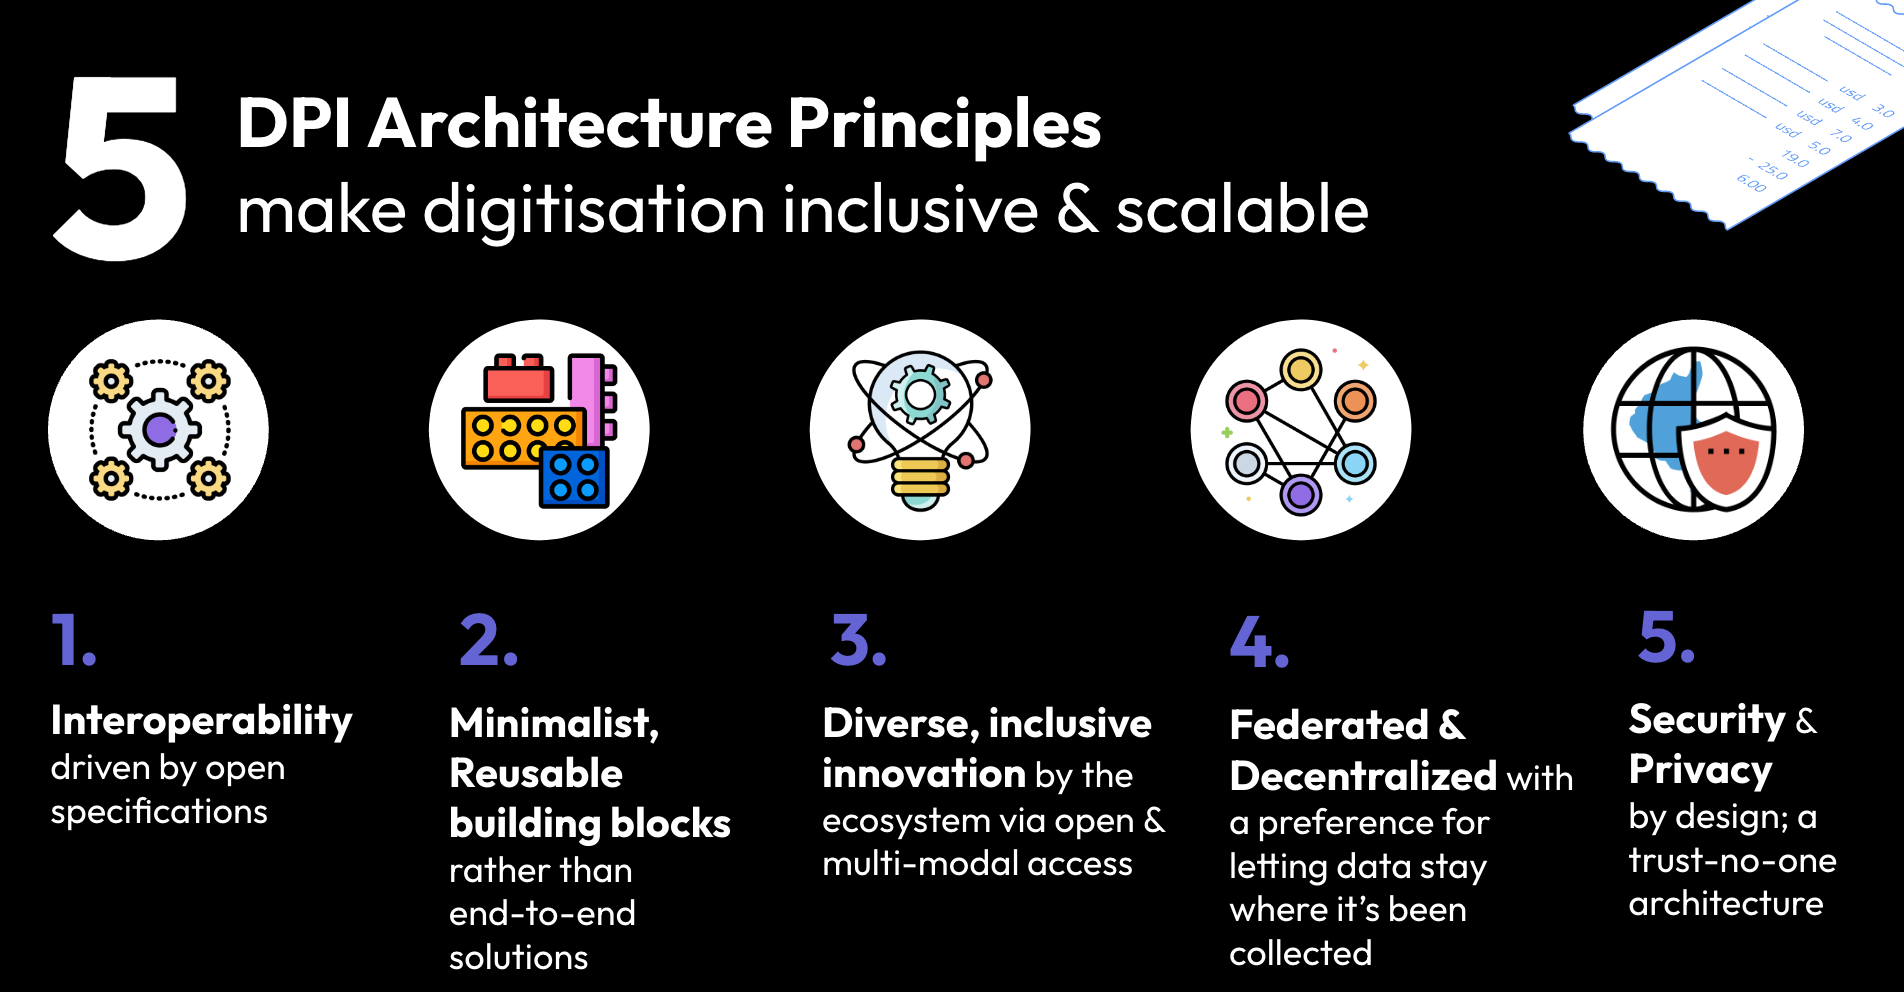 5
DPI Architecture Principles
make digitisation inclusive & scalable
usd 3.0
usd 4.0
usd 7.0
usd 5.0
19.0
- 25.0
6.00
1.
Interoperability
driven by open
specifications
2.
Minimalist,
Reusable
building blocks
rather than
end-to-end
solutions
3.
Diverse, inclusive
innovation by the
ecosystem via open &
multi-modal access
4.
Federated &
Decentralized with
a preference for
letting data stay
where it's been
collected
5.
Security &
Privacy
by design; a
trust-no-one
architecture